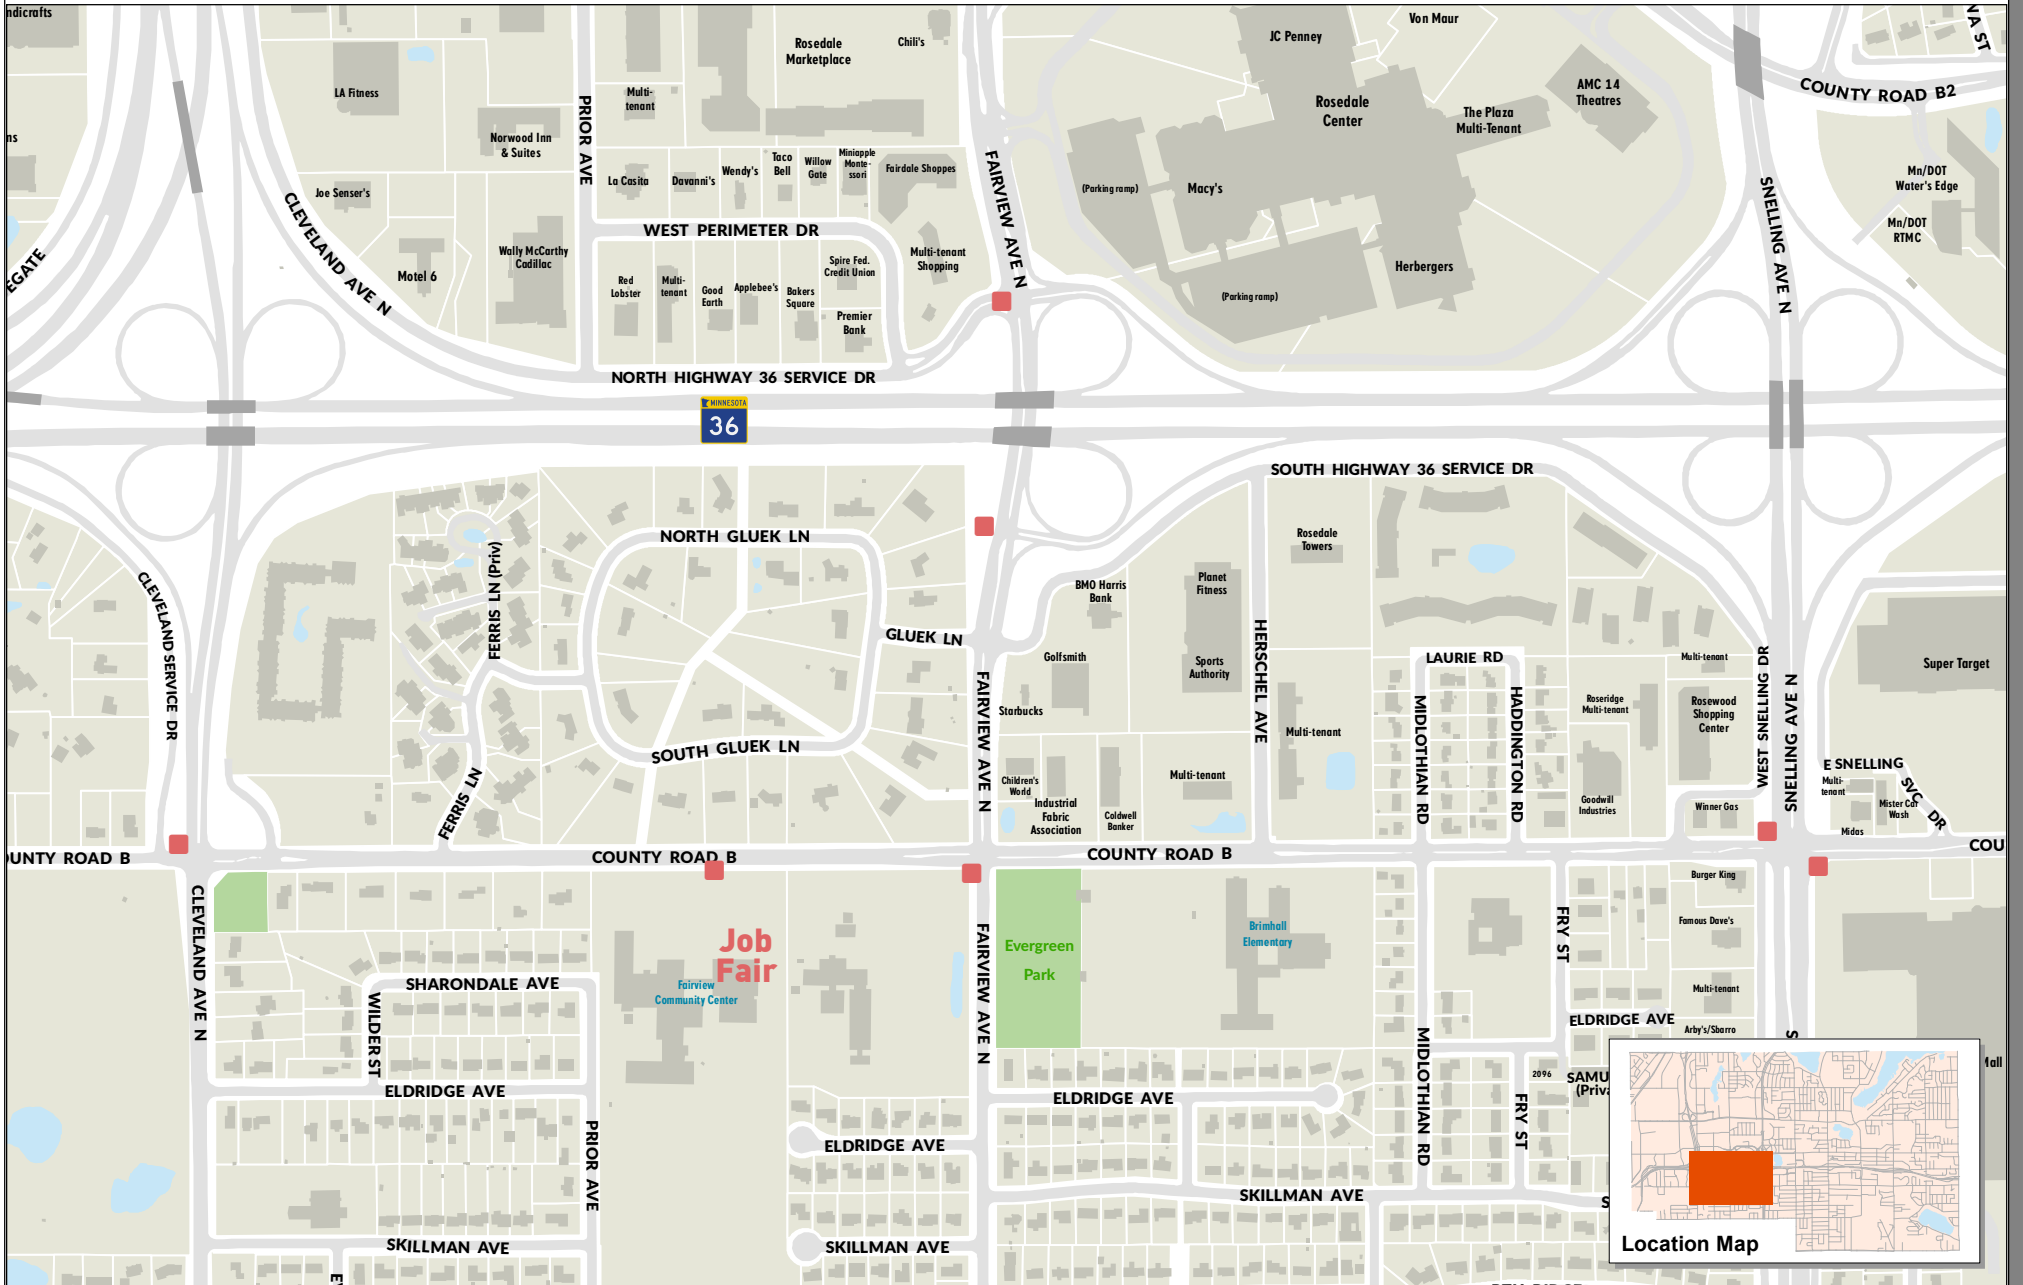 ndicrafts
Rosedale
Marketplace
Chili's
JC Penney
Von Maur
NA ST
LA Fitness
PRIOR AVE
Multi-
tenant
Rosedale
Center
AMC 14
Theatres
The Plaza
Multi-Tenant
COUNTY ROAD B2
ns
Norwood Inn
& Suites
Joe Senser's
La Casita
Davanni's
Wendy's
Taco
Bell
Willow
Gate
Miniapple
Monte-
ssori
Fairdale Shoppes
FAIRVIEW AVE N
(Parking ramp)
Macy's
SNELLING AVE N
Mn/DOT
Water's Edge
Mn/DOT
RTMC
EGATE
CLEVELAND AVE N
Motel 6
Wally McCarthy
Cadillac
WEST PERIMETER DR
Red
Lobster
Multi-
tenant
Good
Earth
Applebee's
Bakers
Square
Spire Fed.
Credit Union
Premier
Bank
Multi-tenant
Shopping
Herbergers
(Parking ramp)
NORTH HIGHWAY 36 SERVICE DR
MINNESOTA
36
SOUTH HIGHWAY 36 SERVICE DR
CLEVELAND SERVICE DR
FERRIS LN (Priv)
NORTH GLUEK LN
GLUEK LN
SOUTH GLUEK LN
FERRIS LN
BMO Harris
Bank
Planet
Fitness
Rosedale
Towers
Golfsmith
Sports
Authority
Starbucks
FAIRVIEW AVE N
HERSCHEL AVE
Multi-tenant
LAURIE RD
MIDLOTHIAN RD
HADDINGTON RD
Multi-tenant
Roseridge
Multi-tenant
Rosewood
Shopping
Center
WEST SNELLING DR
SNELLING AVE N
Super Target
Children's
World
Industrial
Fabric
Association
Coldwell
Banker
Multi-tenant
Goodwill
Industries
Winner Gas
E SNELLING
SVC DR
Multi-
tenant
Mister Car
Wash
Midas
UNTY ROAD B
COUNTY ROAD B
COUNTY ROAD B
COU
CLEVELAND AVE N
Job
Fair
Fairview
Community Center
FAIRVIEW AVE N
Evergreen
Park
Brimhall
Elementary
Burger King
Famous Dave's
FRY ST
Multi-tenant
Arby's/Sbarro
ELDRIDGE AVE
S
SHARONDALE AVE
WILDER ST
ELDRIDGE AVE
PRIOR AVE
ELDRIDGE AVE
ELDRIDGE AVE
MIDLOTHIAN RD
FRY ST
2096
SAMU
(Priva
Mall
SKILLMAN AVE
SKILLMAN AVE
SKILLMAN AVE
S
Location Map